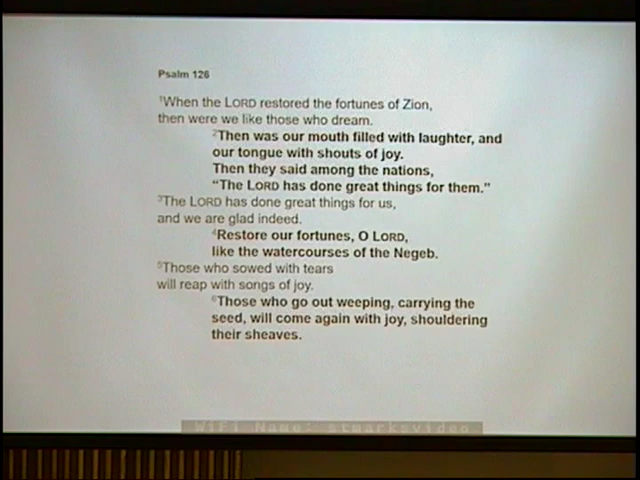 Psalm 126
1When the LORD restored the fortunes of Zion,
then were we like those who dream.
2Then was our mouth filled with laughter, and
our tongue with shouts of joy.
Then they said among the nations,
“The LORD has done great things for them.”
3The LORD has done great things for us,
and we are glad indeed.
4Restore our fortunes, O LORD,
like the watercourses of the Negeb.
5Those who sowed with tears
will reap with songs of joy.
6Those who go out weeping, carrying the
seed, will come again with joy, shouldering
their sheaves.
WiFi Name: stmarksvideo